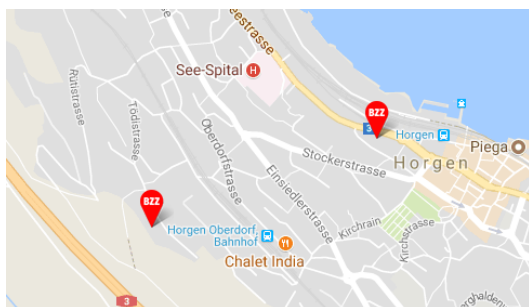 Seestrasse
See-Spital
H
Rütistrasse
Tödistrasse
Oberdorfstrasse
BZZ
3
Horgen
Piega
Stockerstrasse
Horgen
Einsiedlerstrasse
BZZ
Horgen Oberdorf,
Bahnhof
Chalet India
Kirchrain
Kirchstrasse
3